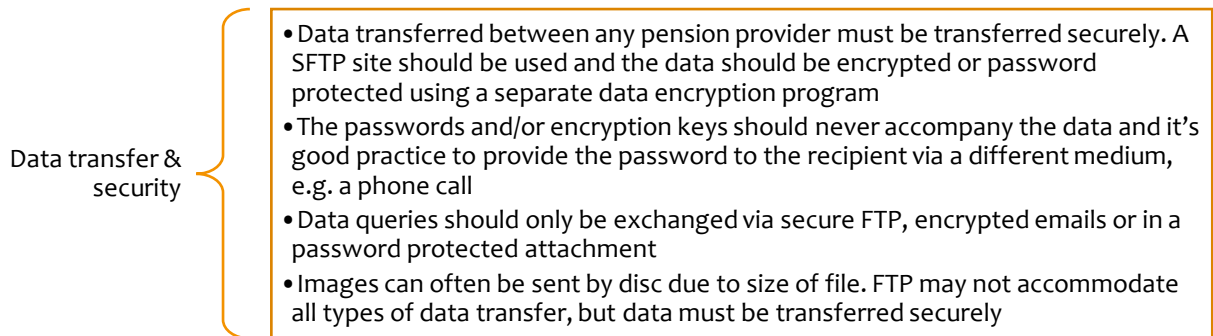 Data transfer &
security
•Data transferred between any pension provider must be transferred securely. A
SFTP site should be used and the data should be encrypted or password
protected using a separate data encryption program
•The passwords and/or encryption keys should never accompany the data and it's
good practice to provide the password to the recipient via a different medium,
e.g. a phone call
•Data queries should only be exchanged via secure FTP, encrypted emails or in a
password protected attachment
•Images can often be sent by disc due to size of file. FTP may not accommodate
all types of data transfer, but data must be transferred securely